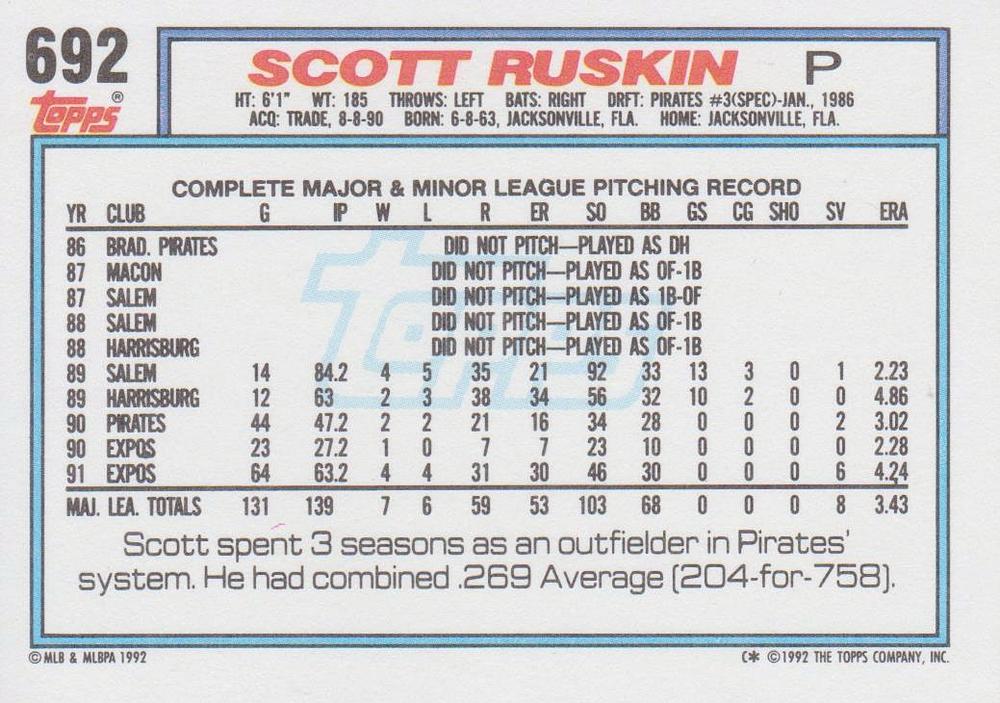 692
SCOTT RUSKIN P
Topps®
HT: 6'1" WT: 185 THROWS: LEFT BATS: RIGHT DRFT: PIRATES #3(SPEC)-JAN., 1986
ACQ: TRADE, 8-8-90 BORN: 6-8-63, JACKSONVILLE, FLA. HOME: JACKSONVILLE, FLA.
Topps
COMPLETE MAJOR & MINOR LEAGUE PITCHING RECORD
YR CLUB G IP W L R ER SO BB GS CG SHO SV ERA
86 BRAD. PIRATES DID NOT PITCH—PLAYED AS DH
87 MACON DID NOT PITCH—PLAYED AS OF-1B
87 SALEM DID NOT PITCH—PLAYED AS 1B-OF
88 SALEM DID NOT PITCH—PLAYED AS OF-1B
88 HARRISBURG DID NOT PITCH—PLAYED AS OF-1B
89 SALEM 14 84.2 4 5 35 21 92 33 13 3 0 1 2.23
89 HARRISBURG 12 63 2 3 38 34 56 32 10 2 0 0 4.86
90 PIRATES 44 47.2 2 2 21 16 34 28 0 0 0 2 3.02
90 EXPOS 23 27.2 1 0 7 7 23 10 0 0 0 0 2.28
91 EXPOS 64 63.2 4 4 31 30 46 30 0 0 0 6 4.24
MAJ. LEA. TOTALS 131 139 7 6 59 53 103 68 0 0 0 8 3.43
Scott spent 3 seasons as an outfielder in Pirates'
system. He had combined .269 Average (204-for-758).
© MLB & MLBPA 1992 C* ©1992 THE TOPPS COMPANY, INC.